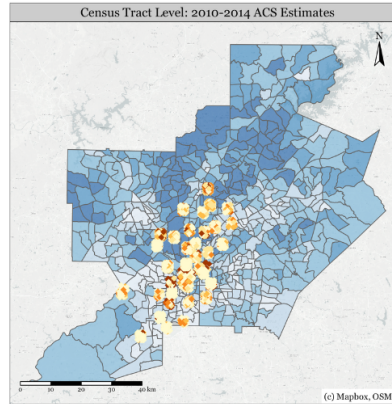 Census Tract Level: 2010-2014 ACS Estimates
N
0 10 20 30 40 km
(c) Mapbox, OSM